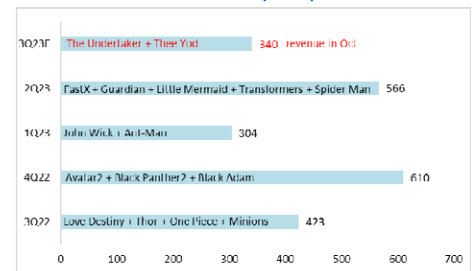 3Q23F The Undertaker + Thee Yod 340 revenue in Oct
2Q23 FastX + Guardian + Little Mermaid + Transformers + Spider Man 566
1Q23 John Wick + Ant-Man 304
4Q22 Avatar2 + Black Panther2 + Black Adam 610
3Q22 Love Destiny + Thor + One Piece + Minions 423
0 100 200 300 400 500 600 700